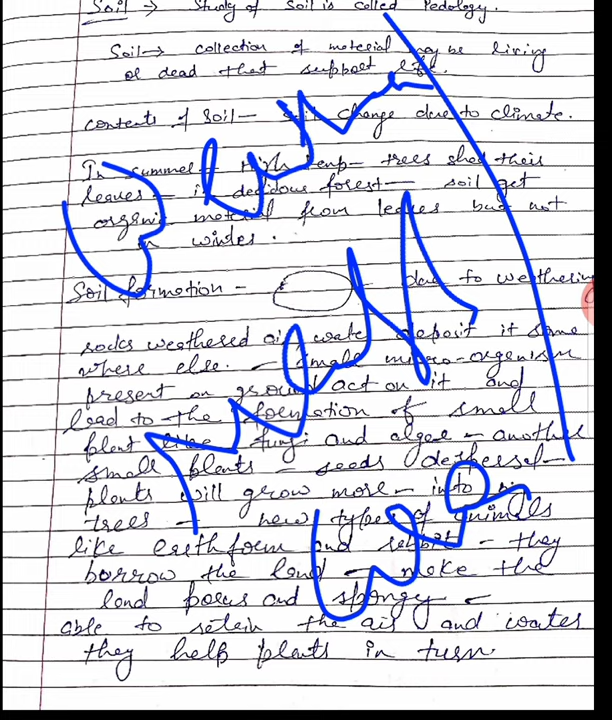 Soil → Study of Soil is called Pedology.
Soil → collection of material may be living
or dead that support life.
contents of Soil – change due to climate.
In summer – high temp – trees shed their
leaves – in decidous forest – soil get
organic material from leaves but not
in winter.
Soil formation – due to weathering
rocks weathered air, water deposit it some
where else. – small micro-organism
present on ground act on it and
lead to the formation of small
plant like fungi and algae – another
small plants – seeds despersel –
plants will grow more – into
trees – new types of animals
like earthform and – they
borrow the land – make the
land porus and spongy –
able to retain the air and water
they help plants in turn.